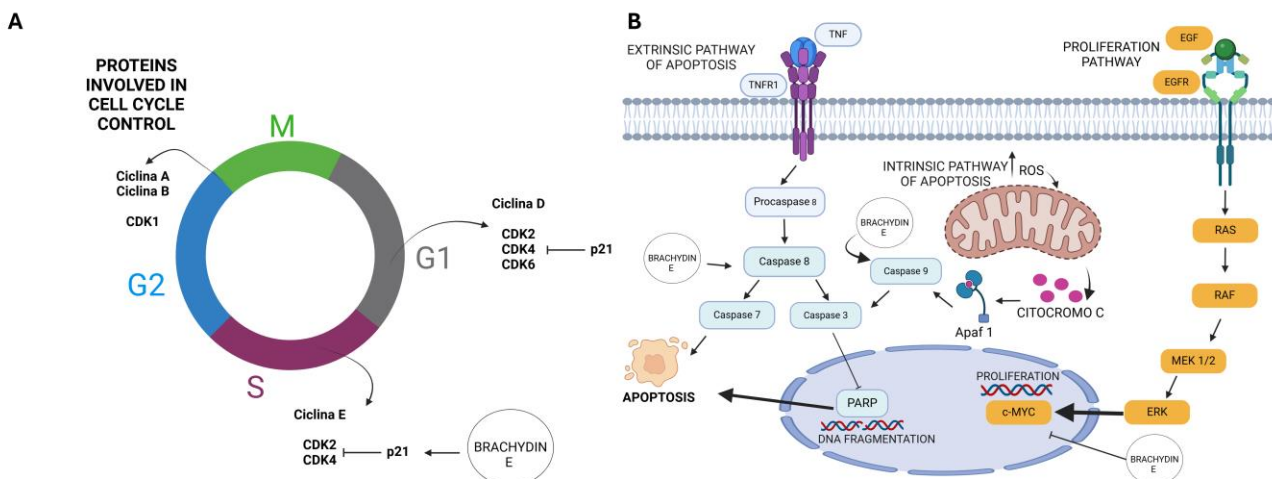 A
PROTEINS
INVOLVED IN
CELL CYCLE
CONTROL
M
Ciclina A
Ciclina B
CDK1
G2
G1
S
Ciclina D
CDK2
CDK4
CDK6
p21
Ciclina E
CDK2
CDK4
p21
BRACHYDIN
E
B
EXTRINSIC PATHWAY
OF APOPTOSIS
TNF
TNFR1
PROLIFERATION
PATHWAY
EGF
EGFR
INTRINSIC PATHWAY
OF APOPTOSIS
ROS
Procaspase 8
BRACHYDIN
E
BRACHYDIN
E
Caspase 8
Caspase 9
Caspase 7
Caspase 3
Apaf 1
CITOCROMO C
RAS
RAF
MEK 1/2
ERK
APOPTOSIS
PARP
DNA FRAGMENTATION
PROLIFERATION
c-MYC
BRACHYDIN
E